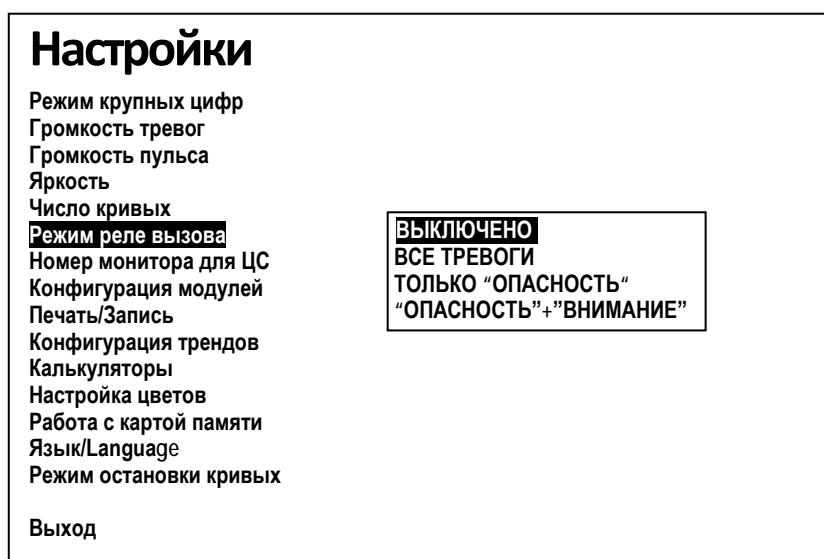 Настройки
Режим крупных цифр
Громкость тревог
Громкость пульса
Яркость
Число кривых
Режим реле вызова
Номер монитора для ЦС
Конфигурация модулей
Печать/Запись
Конфигурация трендов
Калькуляторы
Настройка цветов
Работа с картой памяти
Язык/Language
Режим остановки кривых
Выход
ВЫКЛЮЧЕНО
ВСЕ ТРЕВОГИ
ТОЛЬКО “ОПАСНОСТЬ“
“ОПАСНОСТЬ”+”ВНИМАНИЕ”